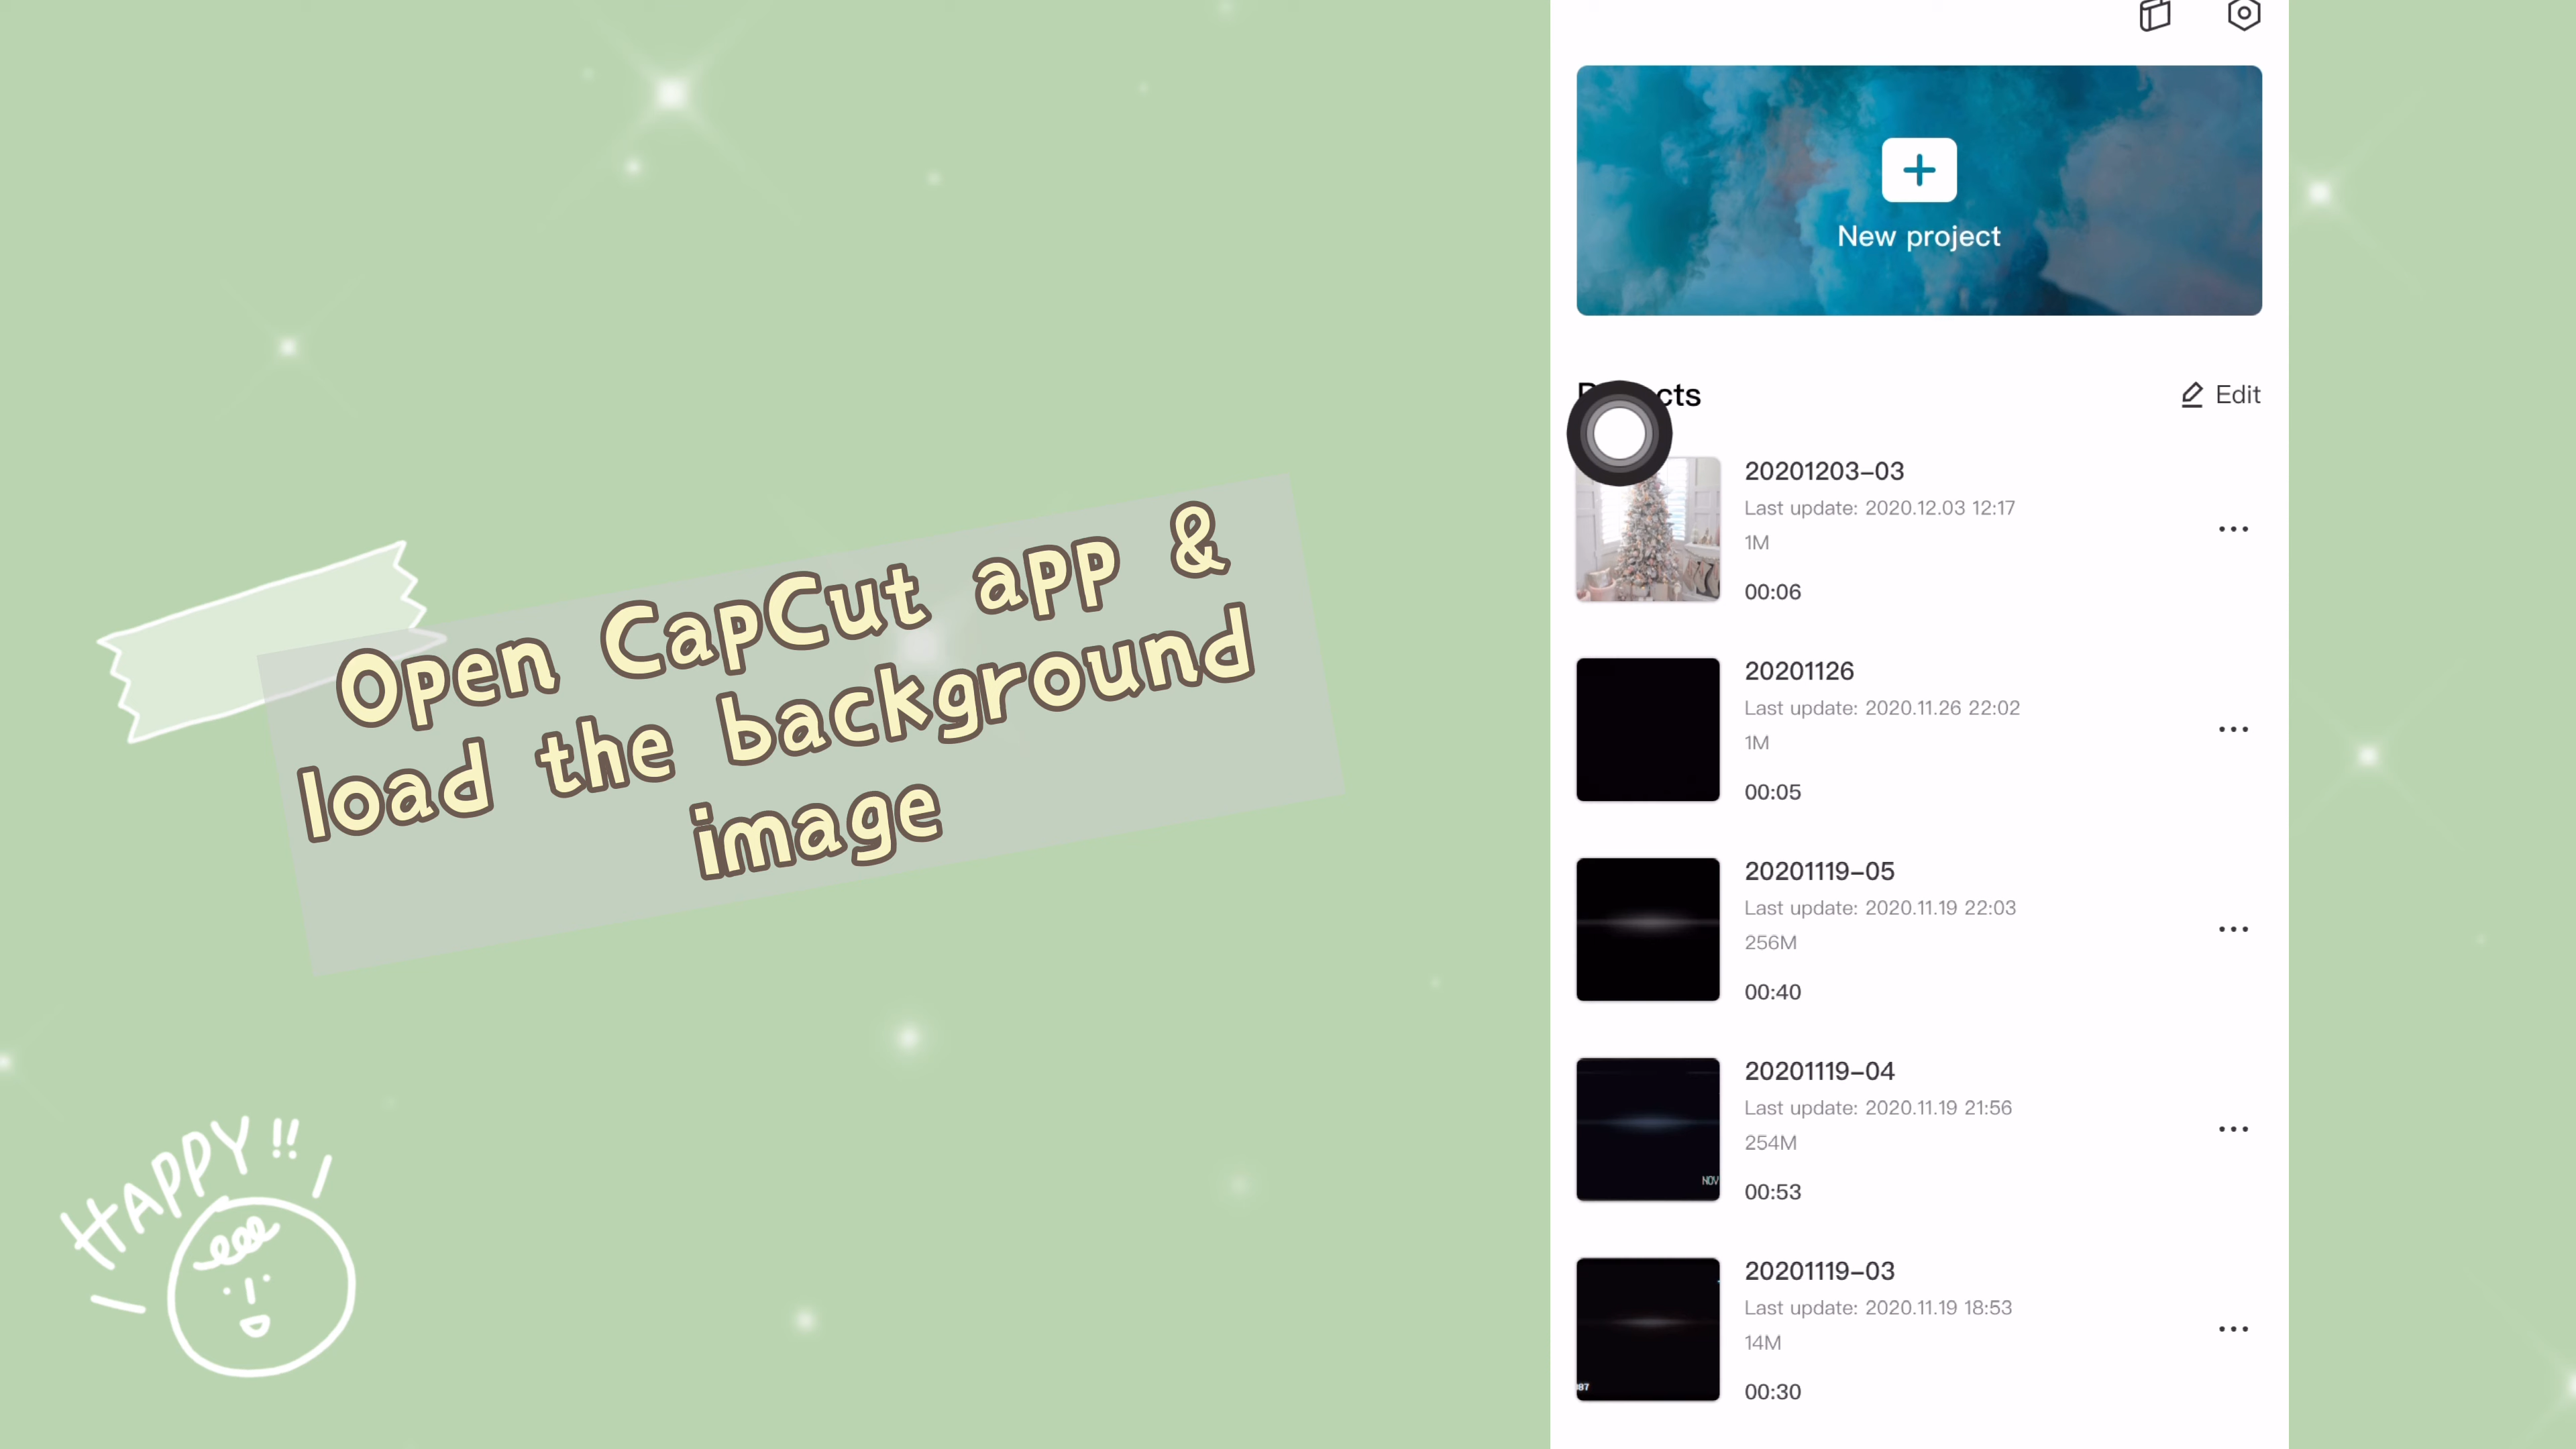 Open CapCut app &
load the background
image
HAPPY!!
New project
Edit
20201203-03
Last update: 2020.12.03 12:17
1M
00:06
20201126
Last update: 2020.11.26 22:02
1M
00:05
20201119-05
Last update: 2020.11.19 22:03
256M
00:40
20201119-04
Last update: 2020.11.19 21:56
254M
00:53
NOV
20201119-03
Last update: 2020.11.19 18:53
14M
00:30